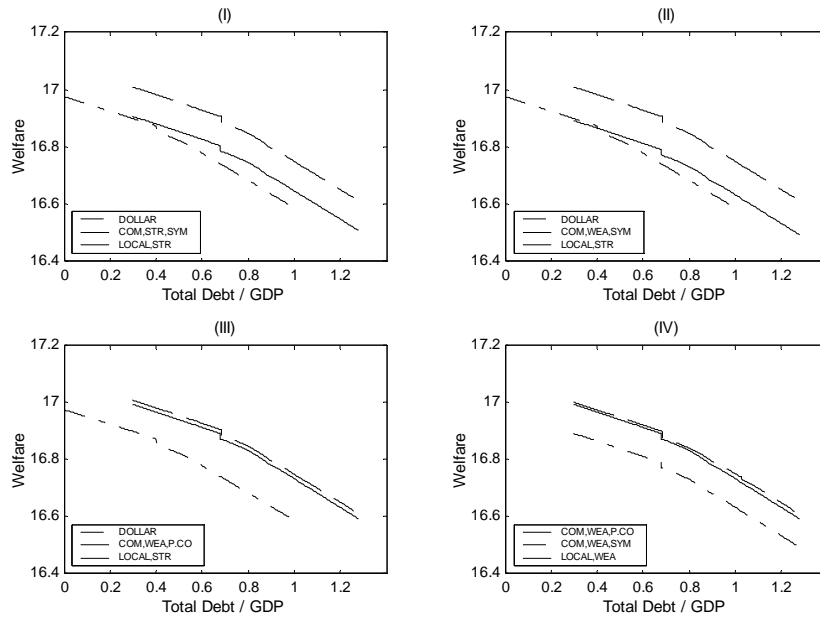 (I)
17.2
17
16.8
16.6
16.4
Welfare
DOLLAR
COM,STR,SYM
LOCAL,STR
0 0.2 0.4 0.6 0.8 1 1.2
Total Debt / GDP
(II)
17.2
17
16.8
16.6
16.4
Welfare
DOLLAR
COM,WEA,SYM
LOCAL,STR
0 0.2 0.4 0.6 0.8 1 1.2
Total Debt / GDP
(III)
17.2
17
16.8
16.6
16.4
Welfare
DOLLAR
COM,WEA,P.CO
LOCAL,STR
0 0.2 0.4 0.6 0.8 1 1.2
Total Debt / GDP
(IV)
17.2
17
16.8
16.6
16.4
Welfare
COM,WEA,P.CO
COM,WEA,SYM
LOCAL,WEA
0 0.2 0.4 0.6 0.8 1 1.2
Total Debt / GDP